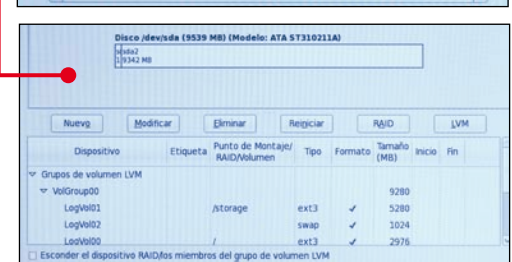 Disco /dev/sda (9539 MB) (Modelo: ATA ST310211A)
sda2
9342 MB
Nuevo Modificar Eliminar Reiniciar RAID LVM
Dispositivo Etiqueta Punto de Montaje/ RAID/Volumen Tipo Formato Tamaño (MB) Inicio Fin
Grupos de volumen LVM
VolGroup00 9280
LogVol01 /storage ext3 ✓ 5280
LogVol02 swap ✓ 1024
LogVol00 / ext3 ✓ 2976
Esconder el dispositivo RAID/los miembros del grupo de volumen LVM